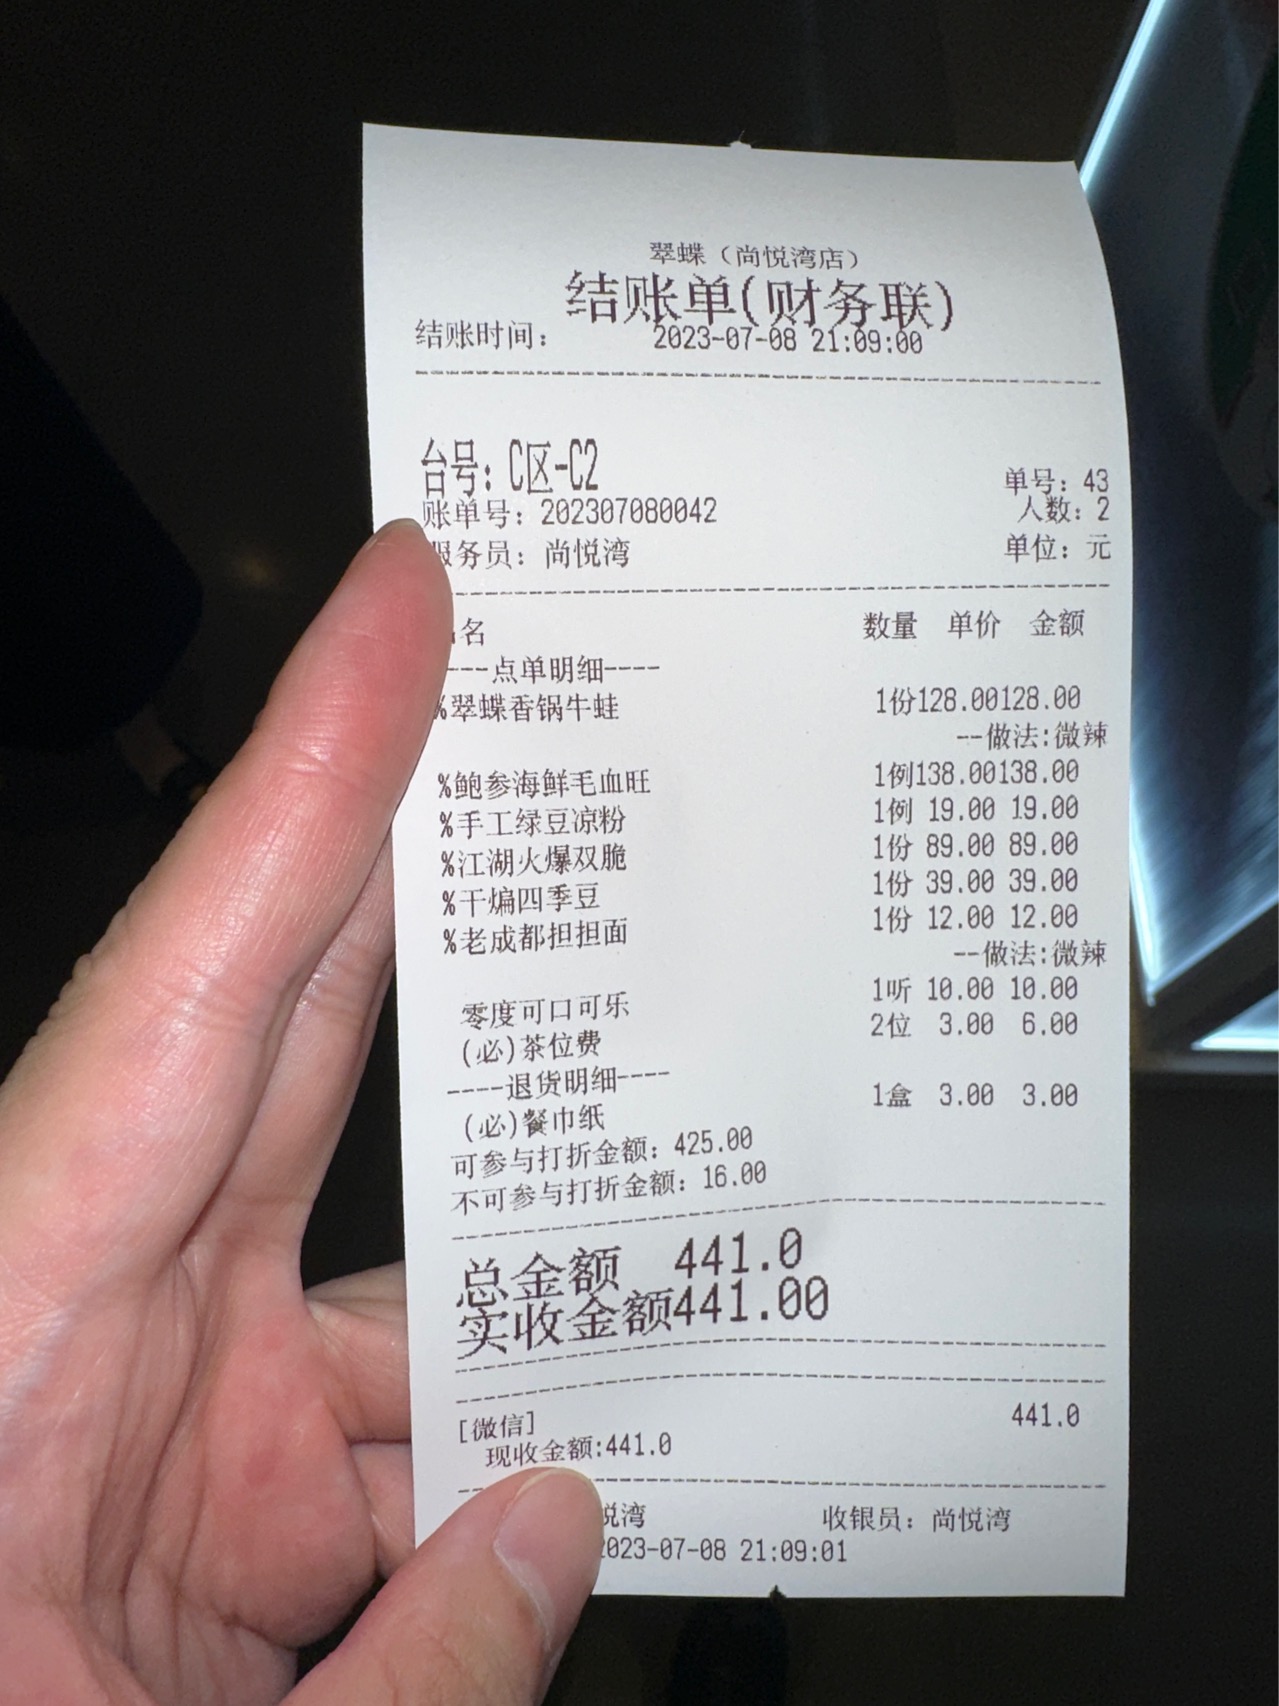 翠蝶（尚悦湾店）
结账单(财务联)
结账时间： 2023-07-08 21:09:00
台号：C区-C2
单号：43
账单号：202307080042 人数：2
服务员：尚悦湾 单位：元
名 数量 单价 金额
----点单明细----
%翠蝶香锅牛蛙 1份128.00128.00
--做法:微辣
%鲍参海鲜毛血旺 1例138.00138.00
%手工绿豆凉粉 1例 19.00 19.00
%江湖火爆双脆 1份 89.00 89.00
%干煸四季豆 1份 39.00 39.00
%老成都担担面 1份 12.00 12.00
--做法:微辣
零度可口可乐 1听 10.00 10.00
(必)茶位费 2位 3.00 6.00
----退货明细----
(必)餐巾纸 1盒 3.00 3.00
可参与打折金额：425.00
不可参与打折金额：16.00
总金额 441.0
实收金额441.00
[微信] 441.0
现收金额:441.0
悦湾 收银员：尚悦湾
2023-07-08 21:09:01